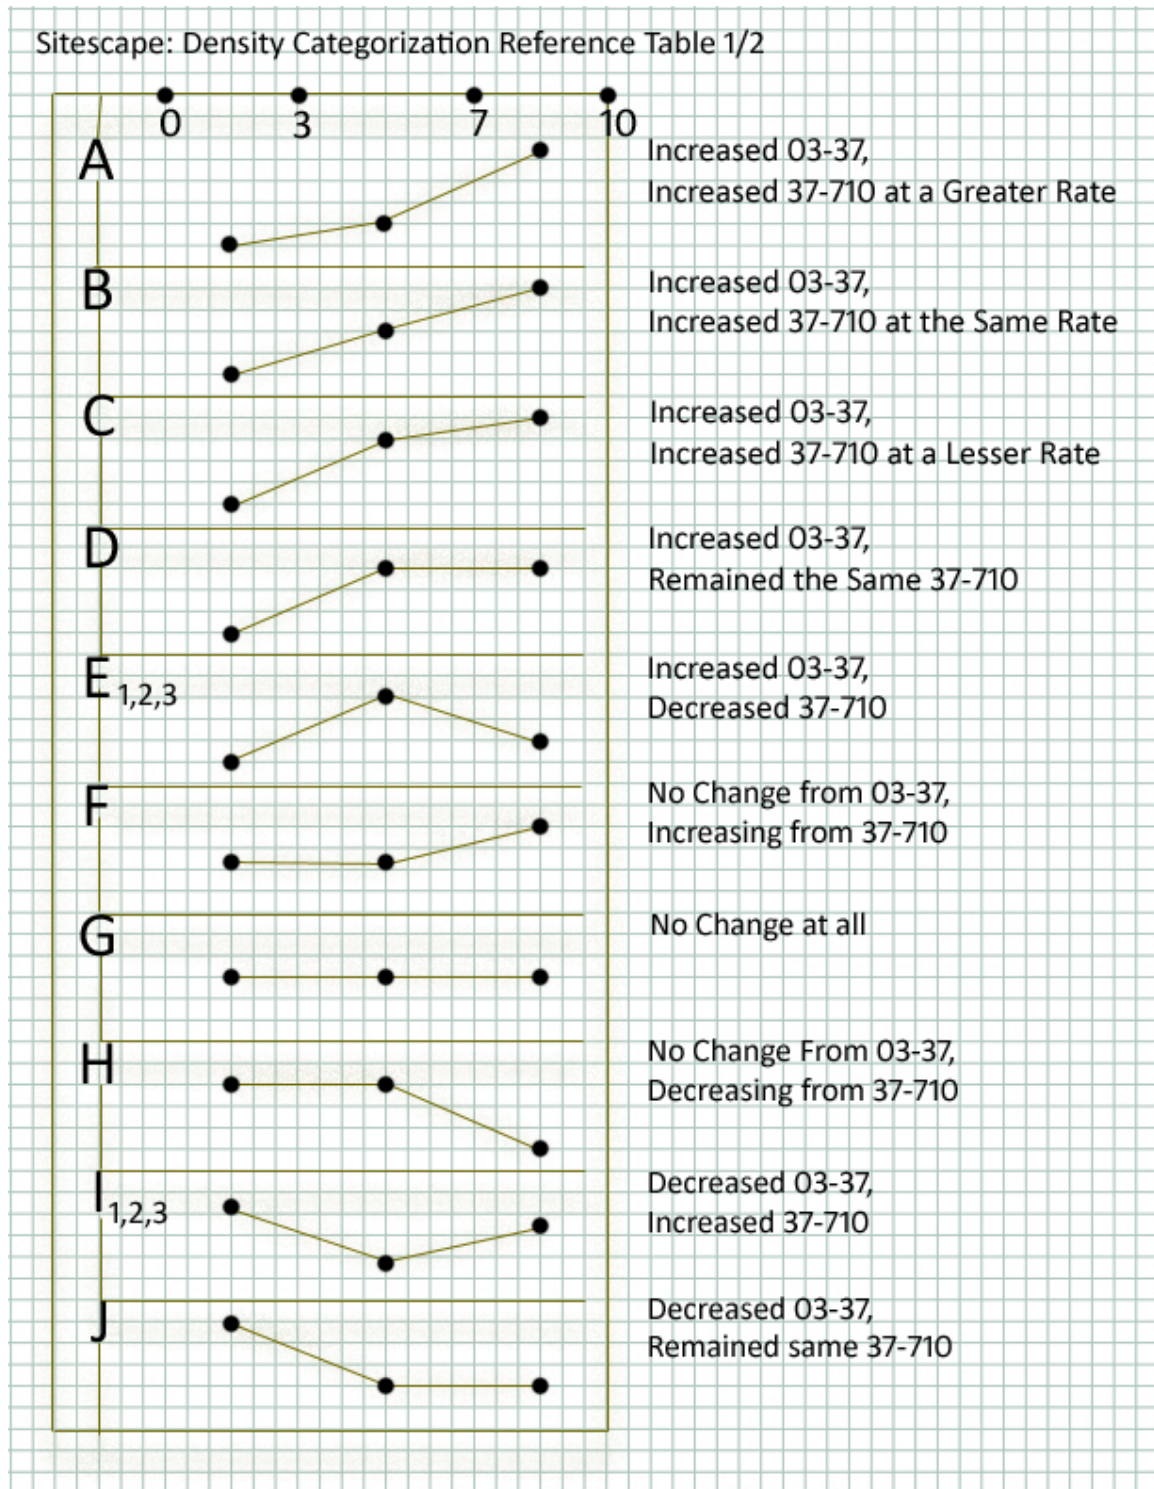 Sitescape: Density Categorization Reference Table 1/2
0 3 7 10
A
Increased 03-37,
Increased 37-710 at a Greater Rate
B
Increased 03-37,
Increased 37-710 at the Same Rate
C
Increased 03-37,
Increased 37-710 at a Lesser Rate
D
Increased 03-37,
Remained the Same 37-710
E 1,2,3
Increased 03-37,
Decreased 37-710
F
No Change from 03-37,
Increasing from 37-710
G
No Change at all
H
No Change From 03-37,
Decreasing from 37-710
I 1,2,3
Decreased 03-37,
Increased 37-710
J
Decreased 03-37,
Remained same 37-710